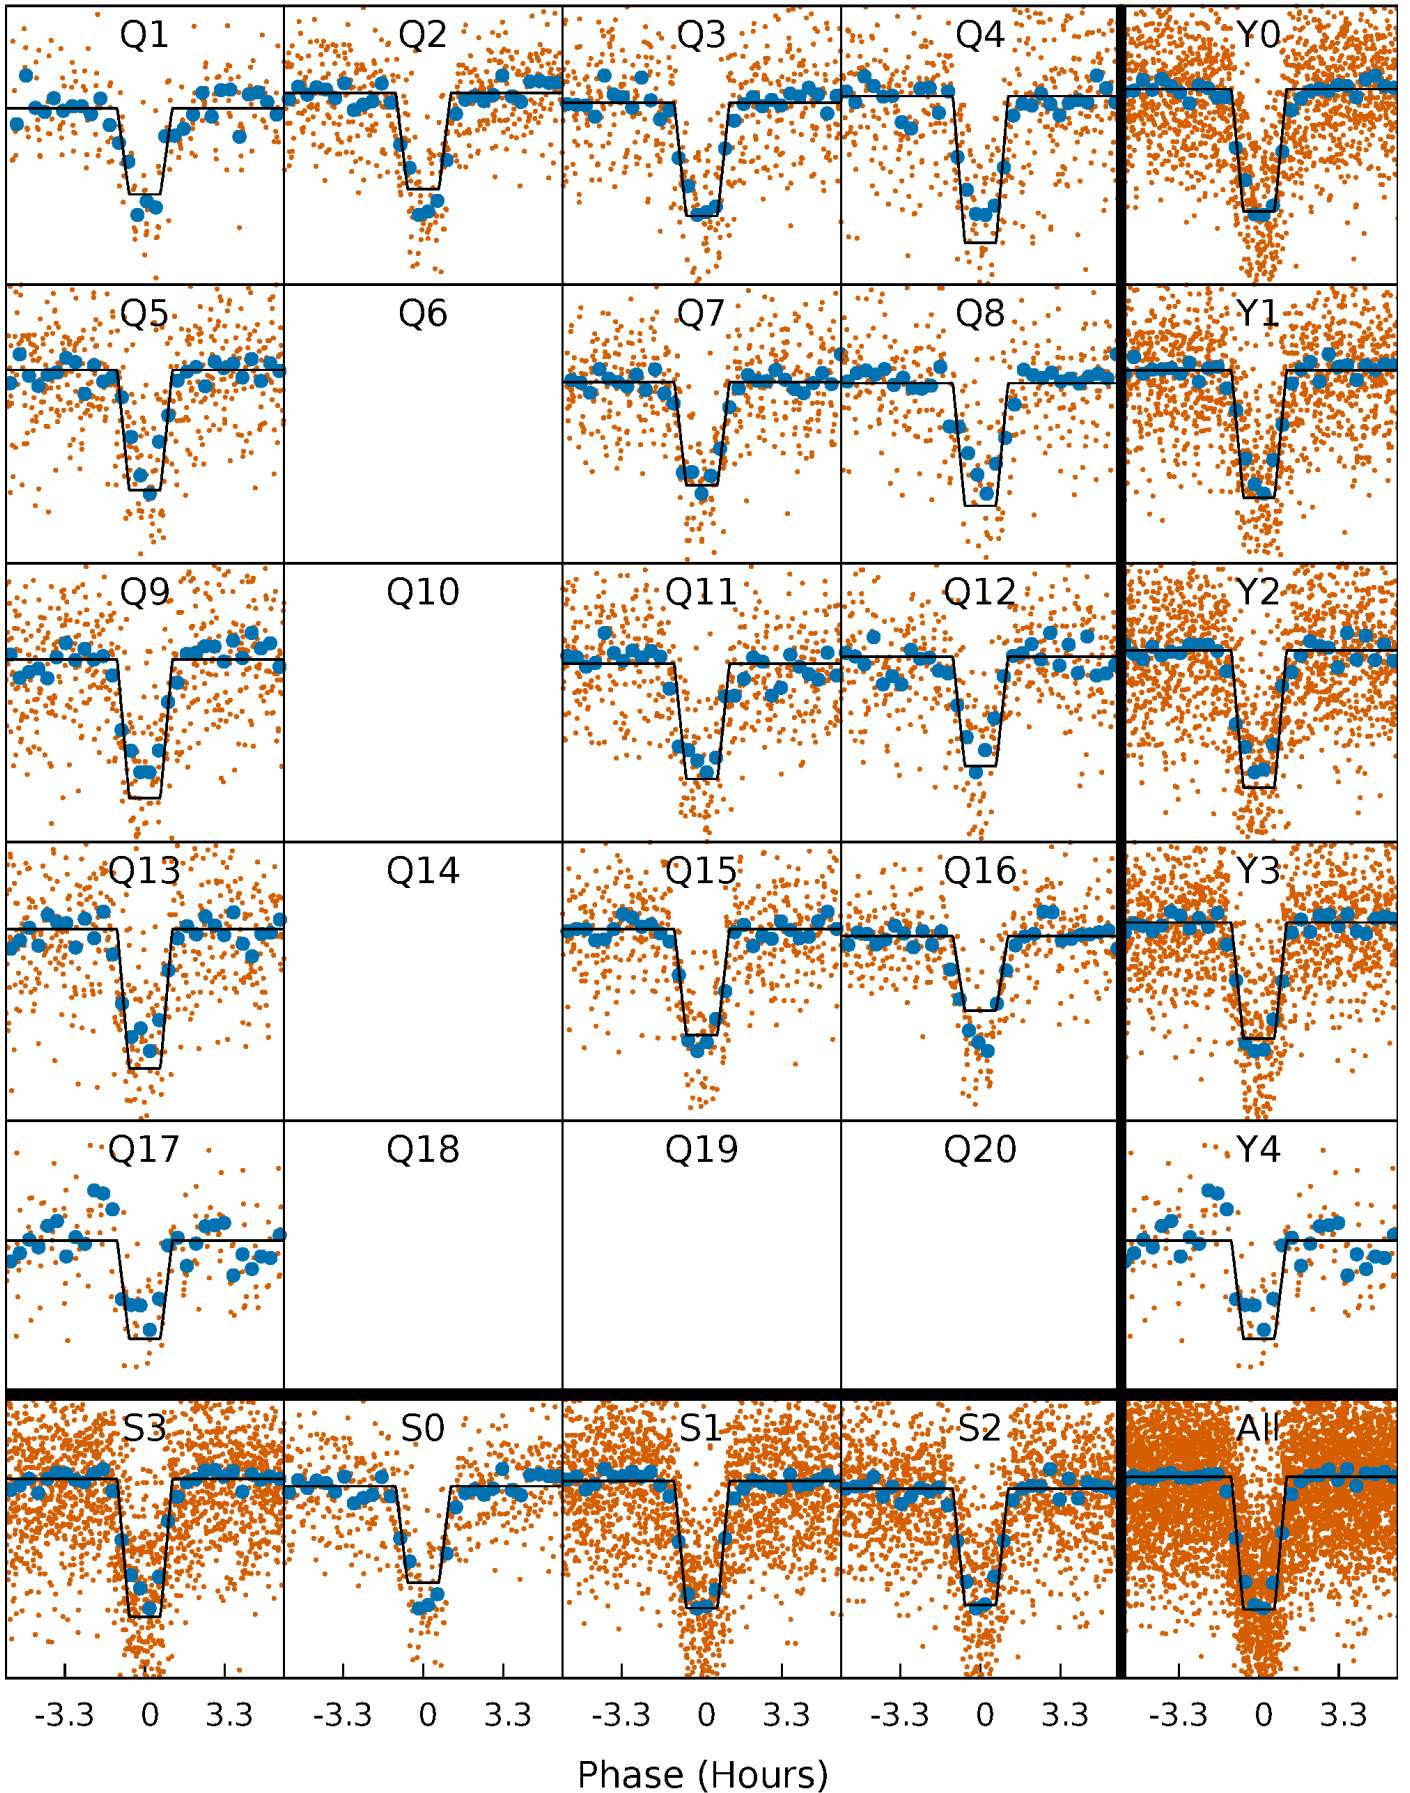 Q1 Q2 Q3 Q4 Y0
Q5 Q6 Q7 Q8 Y1
Q9 Q10 Q11 Q12 Y2
Q13 Q14 Q15 Q16 Y3
Q17 Q18 Q19 Q20 Y4
S3 S0 S1 S2 All
-3.3 0 3.3 -3.3 0 3.3 -3.3 0 3.3 -3.3 0 3.3 -3.3 0 3.3
Phase (Hours)